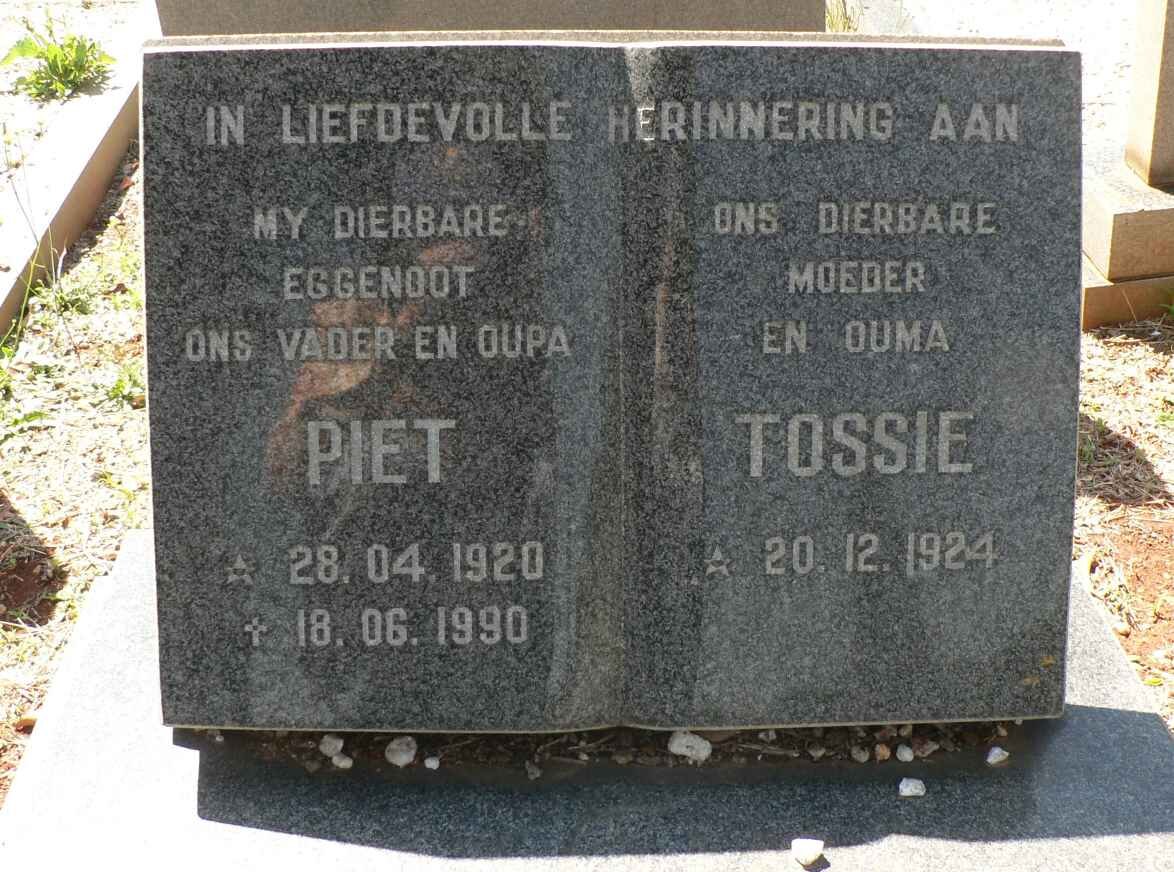 IN LIEFDEVOLLE HERINNERING AAN
MY DIERBARE
EGGENOOT
ONS VADER EN OUPA
PIET
28. 04. 1920
18. 06. 1990
ONS DIERBARE
MOEDER
EN OUMA
TOSSIE
20. 12. 1924